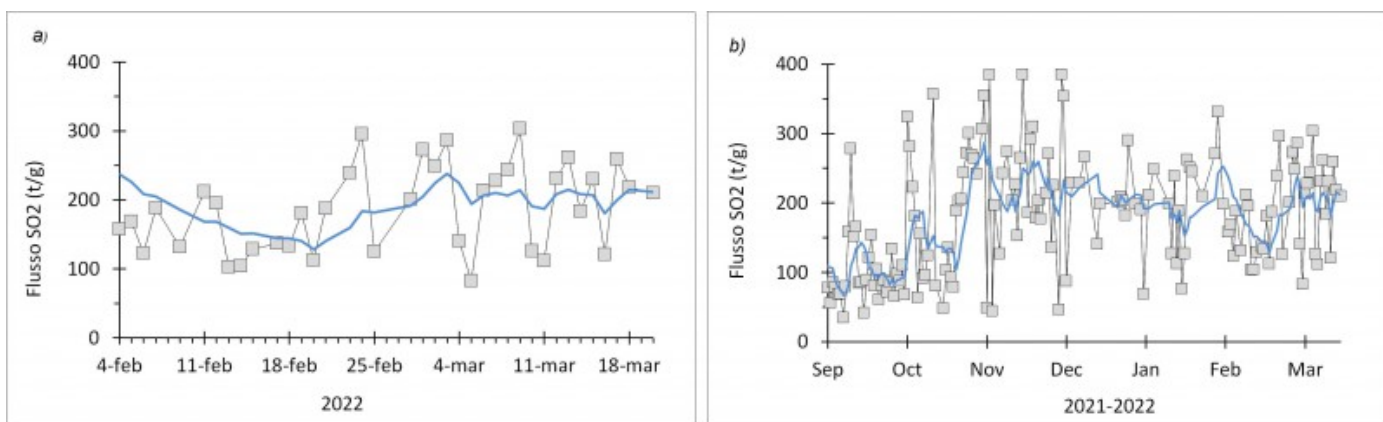 a)
400
300
200
100
0
Flusso SO2 (t/g)
4-feb 11-feb 18-feb 25-feb 4-mar 11-mar 18-mar
2022
b)
400
300
200
100
0
Flusso SO2 (t/g)
Sep Oct Nov Dec Jan Feb Mar
2021-2022